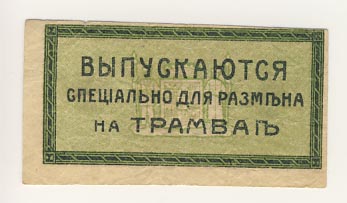 ВЫПУСКАЮТСЯ
СПЕЦІАЛЬНО ДЛЯ РАЗМѢНА
НА ТРАМВАѢ